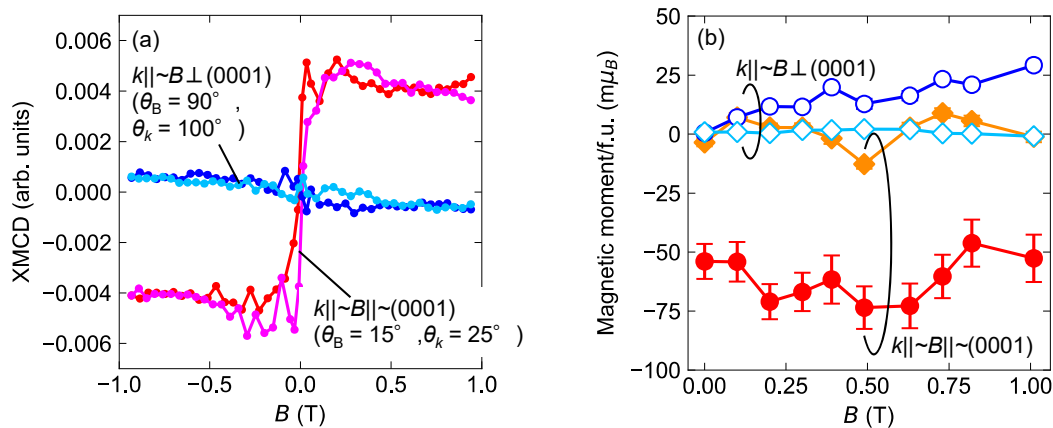 (a)
XMCD (arb. units)
0.006
0.004
0.002
0.000
−0.002
−0.004
−0.006
k||~B⊥(0001)
(θB = 90° ,
θk = 100° )
k||~B||~(0001)
(θB = 15° ,θk = 25° )
−1.0 −0.5 0.0 0.5 1.0
B (T)
(b)
Magnetic moment/f.u. (mμB)
50
25
0
−25
−50
−75
−100
k||~B⊥(0001)
k||~B||~(0001)
0.00 0.25 0.50 0.75 1.00
B (T)